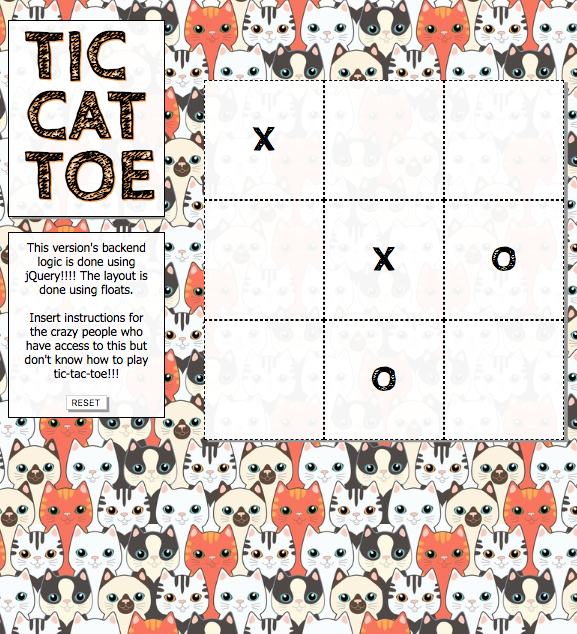 TIC
CAT
TOE
This version's backend
logic is done using
jQuery!!!! The layout is
done using floats.
Insert instructions for
the crazy people who
have access to this but
don't know how to play
tic-tac-toe!!!
RESET
X
X O
O